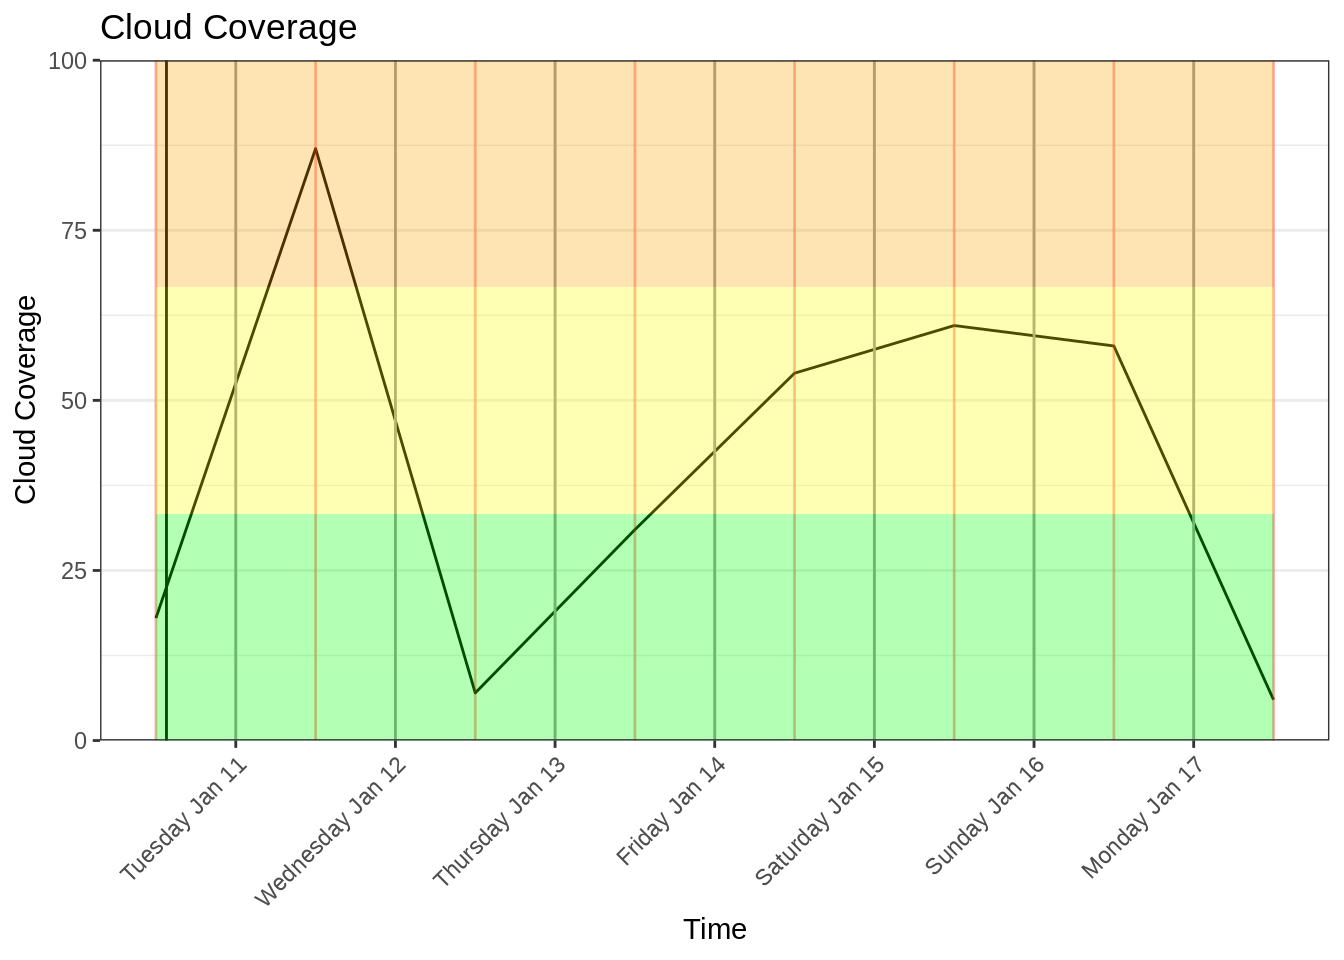 Cloud Coverage
100
75
50
25
0
Cloud Coverage
Tuesday Jan 11
Wednesday Jan 12
Thursday Jan 13
Friday Jan 14
Saturday Jan 15
Sunday Jan 16
Monday Jan 17
Time